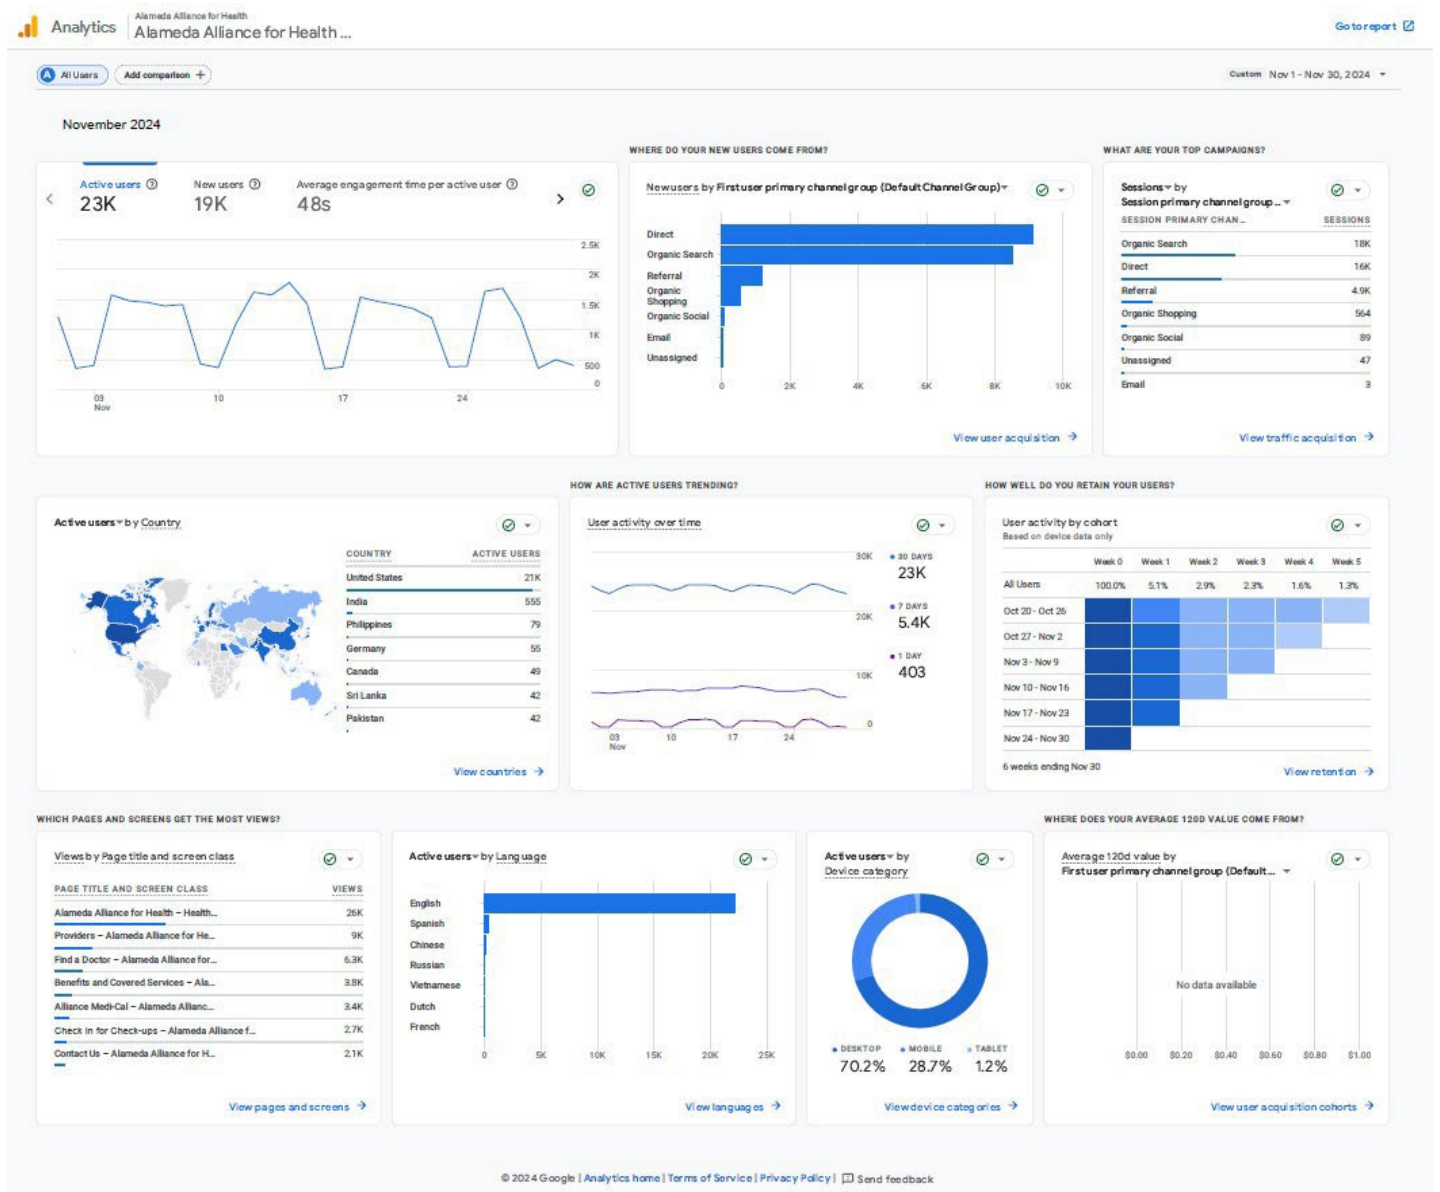 Analytics
Alameda Alliance for Health
Alameda Alliance for Health ...
Go to report
A All Users
Add comparison +
Custom Nov 1 - Nov 30, 2024
November 2024
Active users
23K
New users
19K
Average engagement time per active user
48s
2.5K
2K
1.5K
1K
500
0
03
Nov
10
17
24
WHERE DO YOUR NEW USERS COME FROM?
New users by First user primary channel group (Default Channel Group)
Direct
Organic Search
Referral
Organic
Shopping
Organic Social
Email
Unassigned
0 2K 4K 6K 8K 10K
View user acquisition
WHAT ARE YOUR TOP CAMPAIGNS?
Sessions by
Session primary channel group ...
SESSION PRIMARY CHAN... SESSIONS
Organic Search 18K
Direct 16K
Referral 4.9K
Organic Shopping 564
Organic Social 89
Unassigned 47
Email 3
View traffic acquisition
Active users by Country
COUNTRY ACTIVE USERS
United States 21K
India 555
Philippines 79
Germany 55
Canada 49
Sri Lanka 42
Pakistan 42
View countries
HOW ARE ACTIVE USERS TRENDING?
User activity over time
30K
20K
10K
0
03
Nov
10
17
24
30 DAYS
23K
7 DAYS
5.4K
1 DAY
403
HOW WELL DO YOU RETAIN YOUR USERS?
User activity by cohort
Based on device data only
Week 0 Week 1 Week 2 Week 3 Week 4 Week 5
All Users 100.0% 5.1% 2.9% 2.3% 1.6% 1.3%
Oct 20 - Oct 26
Oct 27 - Nov 2
Nov 3 - Nov 9
Nov 10 - Nov 16
Nov 17 - Nov 23
Nov 24 - Nov 30
6 weeks ending Nov 30
View retention
WHICH PAGES AND SCREENS GET THE MOST VIEWS?
Views by Page title and screen class
PAGE TITLE AND SCREEN CLASS VIEWS
Alameda Alliance for Health – Health... 26K
Providers – Alameda Alliance for He... 9K
Find a Doctor – Alameda Alliance for... 6.3K
Benefits and Covered Services – Ala... 3.8K
Alliance Medi-Cal – Alameda Allianc... 3.4K
Check In for Check-ups – Alameda Alliance f... 2.7K
Contact Us – Alameda Alliance for H... 2.1K
View pages and screens
Active users by Language
English
Spanish
Chinese
Russian
Vietnamese
Dutch
French
0 5K 10K 15K 20K 25K
View languages
Active users by
Device category
DESKTOP MOBILE TABLET
70.2% 28.7% 1.2%
View device categories
WHERE DOES YOUR AVERAGE 120D VALUE COME FROM?
Average 120d value by
First user primary channel group (Default...
No data available
$0.00 $0.20 $0.40 $0.60 $0.80 $1.00
View user acquisition cohorts
© 2024 Google | Analytics home | Terms of Service | Privacy Policy | Send feedback